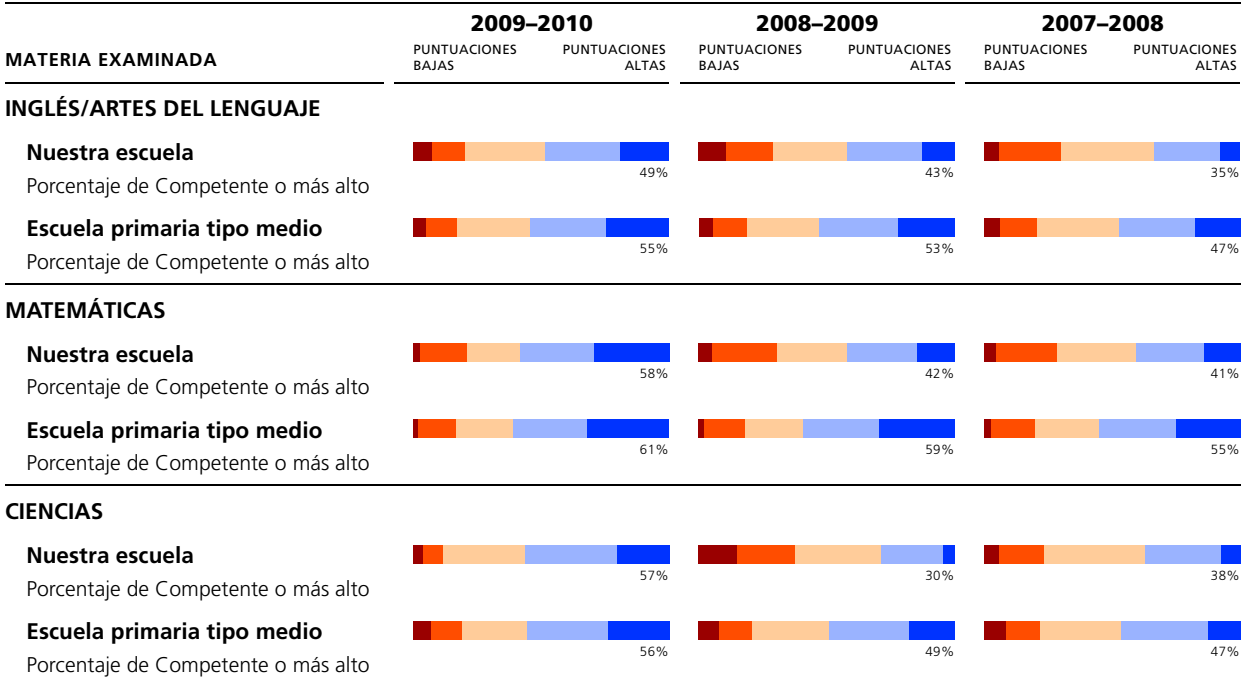 2009–2010 2008–2009 2007–2008
MATERIA EXAMINADA
PUNTUACIONES BAJAS PUNTUACIONES ALTAS PUNTUACIONES BAJAS PUNTUACIONES ALTAS PUNTUACIONES BAJAS PUNTUACIONES ALTAS
INGLÉS/ARTES DEL LENGUAJE
Nuestra escuela
Porcentaje de Competente o más alto 49% 43% 35%
Escuela primaria tipo medio
Porcentaje de Competente o más alto 55% 53% 47%
MATEMÁTICAS
Nuestra escuela
Porcentaje de Competente o más alto 58% 42% 41%
Escuela primaria tipo medio
Porcentaje de Competente o más alto 61% 59% 55%
CIENCIAS
Nuestra escuela
Porcentaje de Competente o más alto 57% 30% 38%
Escuela primaria tipo medio
Porcentaje de Competente o más alto 56% 49% 47%